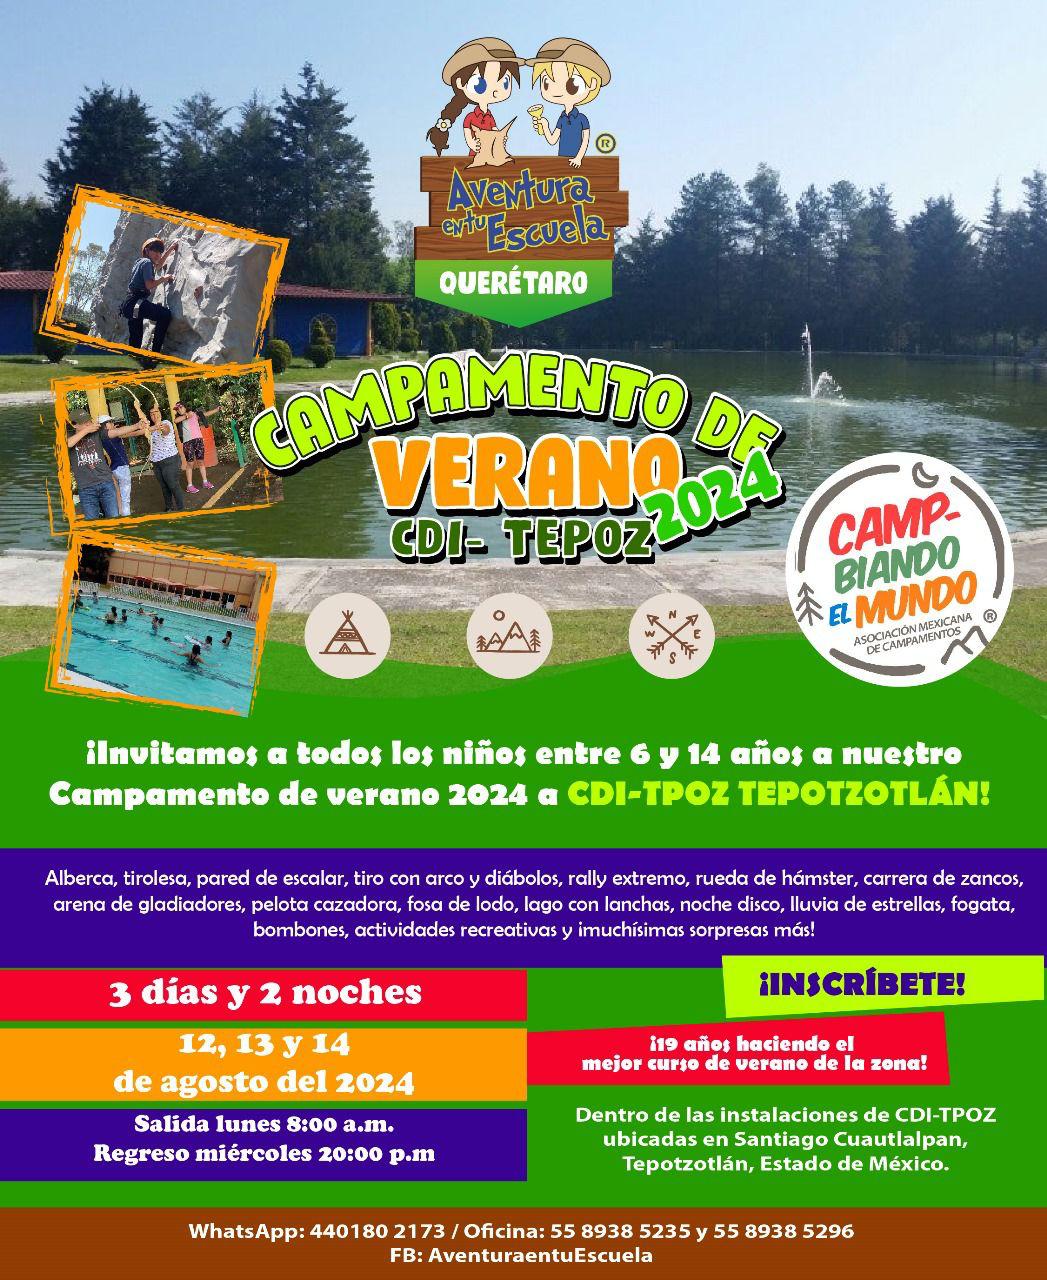 Aventura
en tu Escuela
®
QUERÉTARO
CAMPAMENTO DE
VERANO
2024
CDI- TEPOZ
CAMP-
BIANDO
EL MUNDO
®
ASOCIACIÓN MEXICANA
DE CAMPAMENTOS
N
W E
S
¡Invitamos a todos los niños entre 6 y 14 años a nuestro
Campamento de verano 2024 a CDI-TPOZ TEPOTZOTLÁN!
Alberca, tirolesa, pared de escalar, tiro con arco y diábolos, rally extremo, rueda de hámster, carrera de zancos,
arena de gladiadores, pelota cazadora, fosa de lodo, lago con lanchas, noche disco, lluvia de estrellas, fogata,
bombones, actividades recreativas y ¡muchísimas sorpresas más!
3 días y 2 noches
12, 13 y 14
de agosto del 2024
Salida lunes 8:00 a.m.
Regreso miércoles 20:00 p.m
¡INSCRÍBETE!
¡19 años haciendo el
mejor curso de verano de la zona!
Dentro de las instalaciones de CDI-TPOZ
ubicadas en Santiago Cuautlalpan,
Tepotzotlán, Estado de México.
WhatsApp: 440180 2173 / Oficina: 55 8938 5235 y 55 8938 5296
FB: AventuraentuEscuela